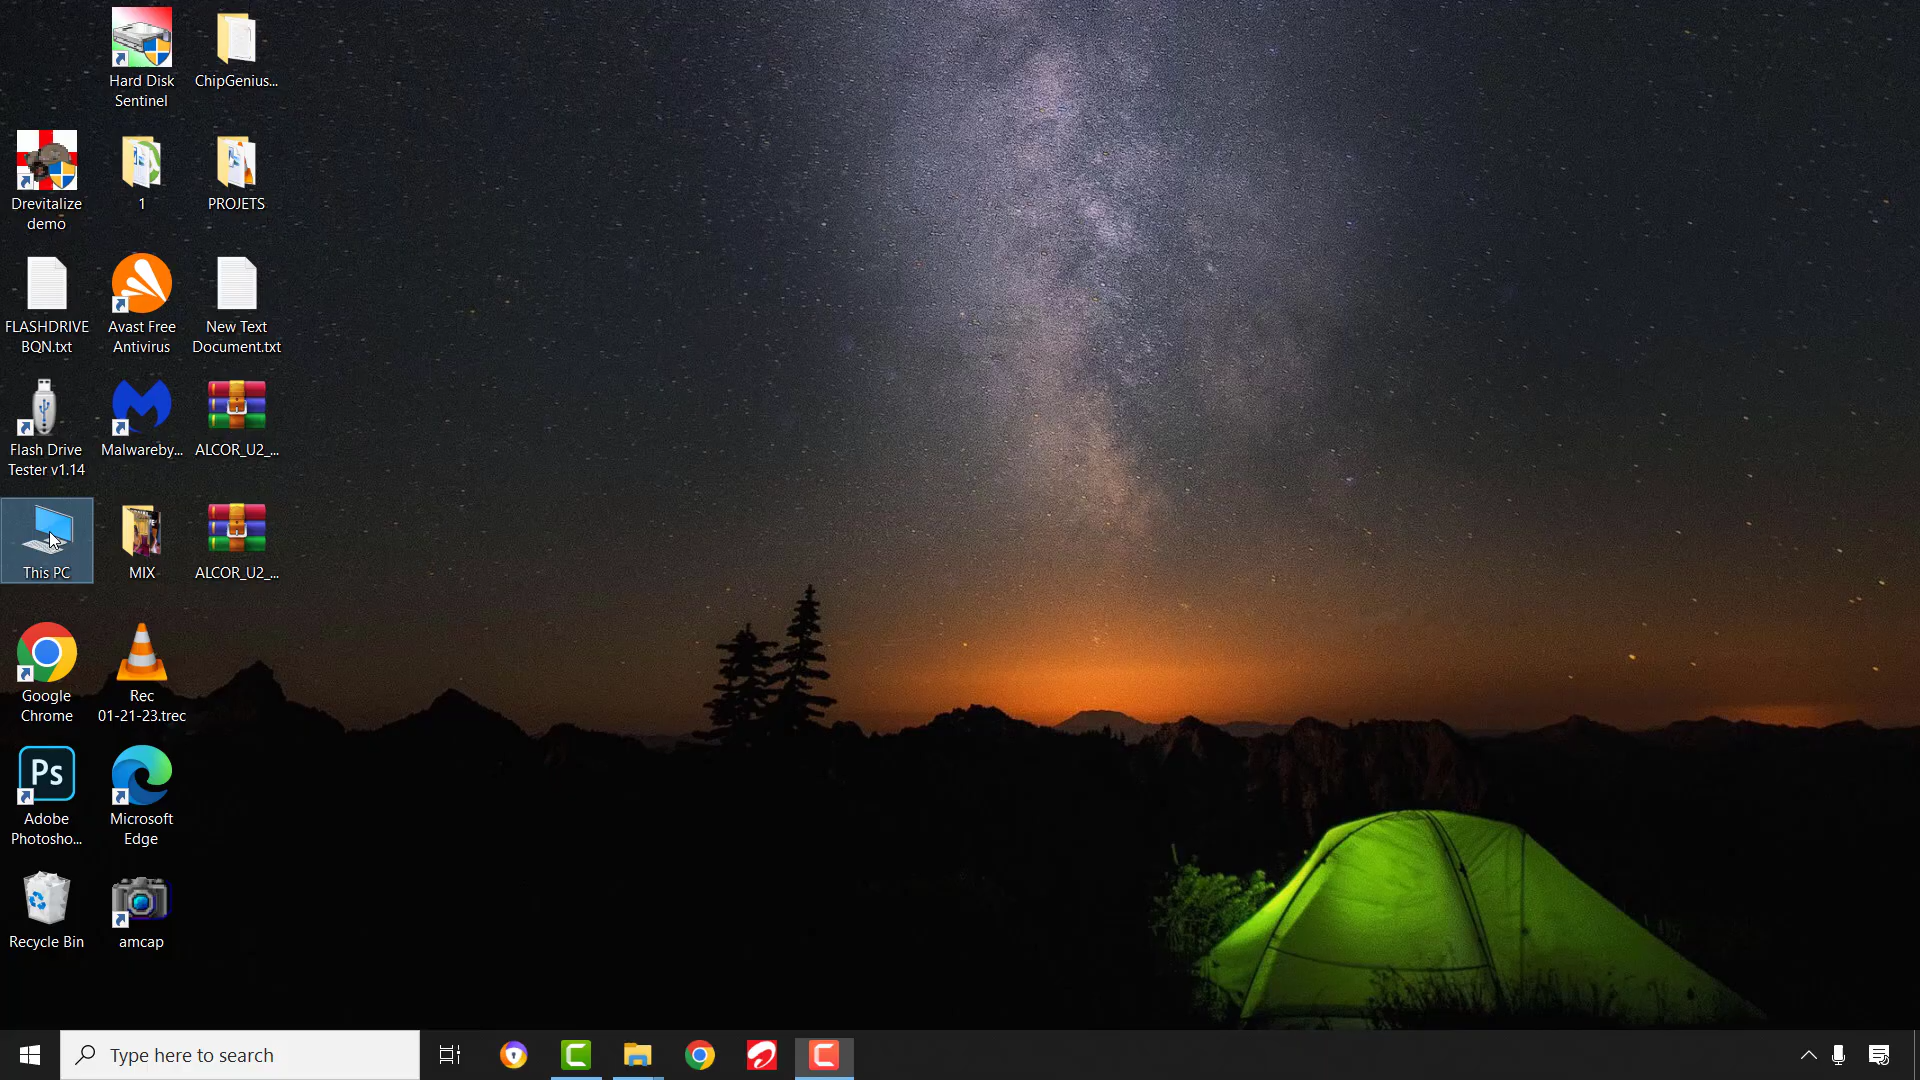 Hard Disk
Sentinel
ChipGenius...
Drevitalize
demo
1
PROJETS
FLASHDRIVE
BQN.txt
Avast Free
Antivirus
New Text
Document.txt
Flash Drive
Tester v1.14
Malwareby...
ALCOR_U2_...
This PC
MIX
ALCOR_U2_...
Google
Chrome
Rec
01-21-23.trec
Ps
Adobe
Photosho...
Microsoft
Edge
Recycle Bin
amcap
Type here to search